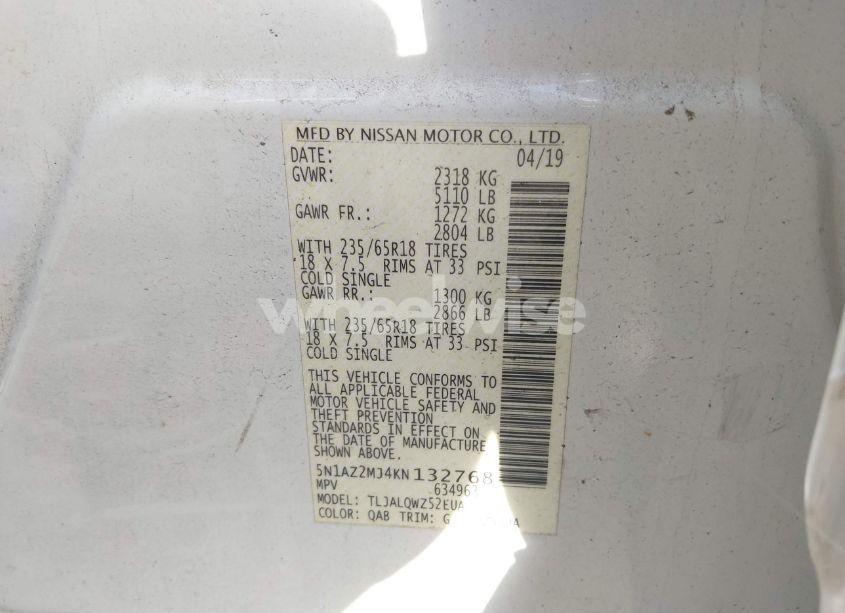 MFD BY NISSAN MOTOR CO., LTD.
DATE: 04/19
GVWR: 2318 KG
5110 LB
GAWR FR.: 1272 KG
2804 LB
WITH 235/65R18 TIRES
18 X 7.5 RIMS AT 33 PSI
COLD SINGLE
GAWR RR.: 1300 KG
2866 LB
WITH 235/65R18 TIRES
18 X 7.5 RIMS AT 33 PSI
COLD SINGLE
THIS VEHICLE CONFORMS TO
ALL APPLICABLE FEDERAL
MOTOR VEHICLE SAFETY AND
THEFT PREVENTION
STANDARDS IN EFFECT ON
THE DATE OF MANUFACTURE
SHOWN ABOVE.
5N1AZ2MJ4KN132768
MPV 634963
MODEL: TLJALQWZ52EUA
COLOR: QAB TRIM:
wheelwise